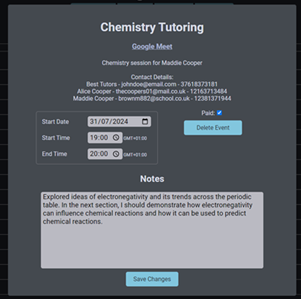 Chemistry Tutoring
Google Meet
Chemistry session for Maddie Cooper
Contact Details:
Best Tutors - johndoe@email.com - 37618373181
Alice Cooper - thecoopers01@mail.co.uk - 12163713484
Maddie Cooper - brownm882@school.co.uk - 12381371944
Start Date 31/07/2024
Paid:
Start Time 19:00 GMT+01:00
Delete Event
End Time 20:00 GMT+01:00
Notes
Explored ideas of electronegativity and its trends across the periodic
table. In the next section, I should demonstrate how electronegativity
can influence chemical reactions and how it can be used to predict
chemical reactions.
Save Changes